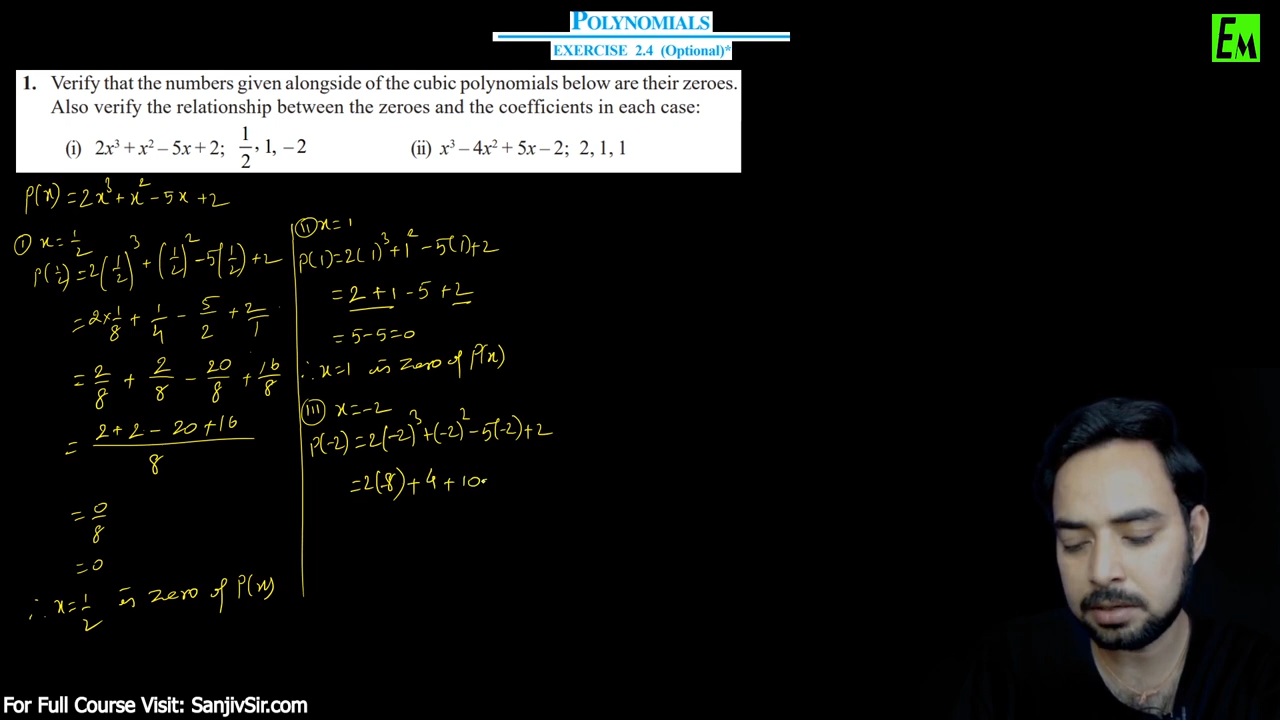 POLYNOMIALS
EXERCISE 2.4 (Optional)*
EM
1. Verify that the numbers given alongside of the cubic polynomials below are their zeroes.
Also verify the relationship between the zeroes and the coefficients in each case:
(i) 2x³ + x² – 5x + 2; 1/2, 1, – 2 (ii) x³ – 4x² + 5x – 2; 2, 1, 1
P(x) = 2x³ + x² – 5x + 2
(i) x = 1/2
P(1/2) = 2(1/2)³ + (1/2)² – 5(1/2) + 2
= 2 × 1/8 + 1/4 – 5/2 + 2/1
= 2/8 + 2/8 – 20/8 + 16/8
= (2 + 2 – 20 + 16)/8
= 0/8
= 0
∴ x = 1/2 is zero of P(x)
(ii) x = 1
P(1) = 2(1)³ + 1² – 5(1) + 2
= 2 + 1 – 5 + 2
= 5 – 5 = 0
∴ x = 1 is zero of P(x)
(iii) x = –2
P(–2) = 2(–2)³ + (–2)² – 5(–2) + 2
= 2(–8) + 4 + 10
For Full Course Visit: SanjivSir.com